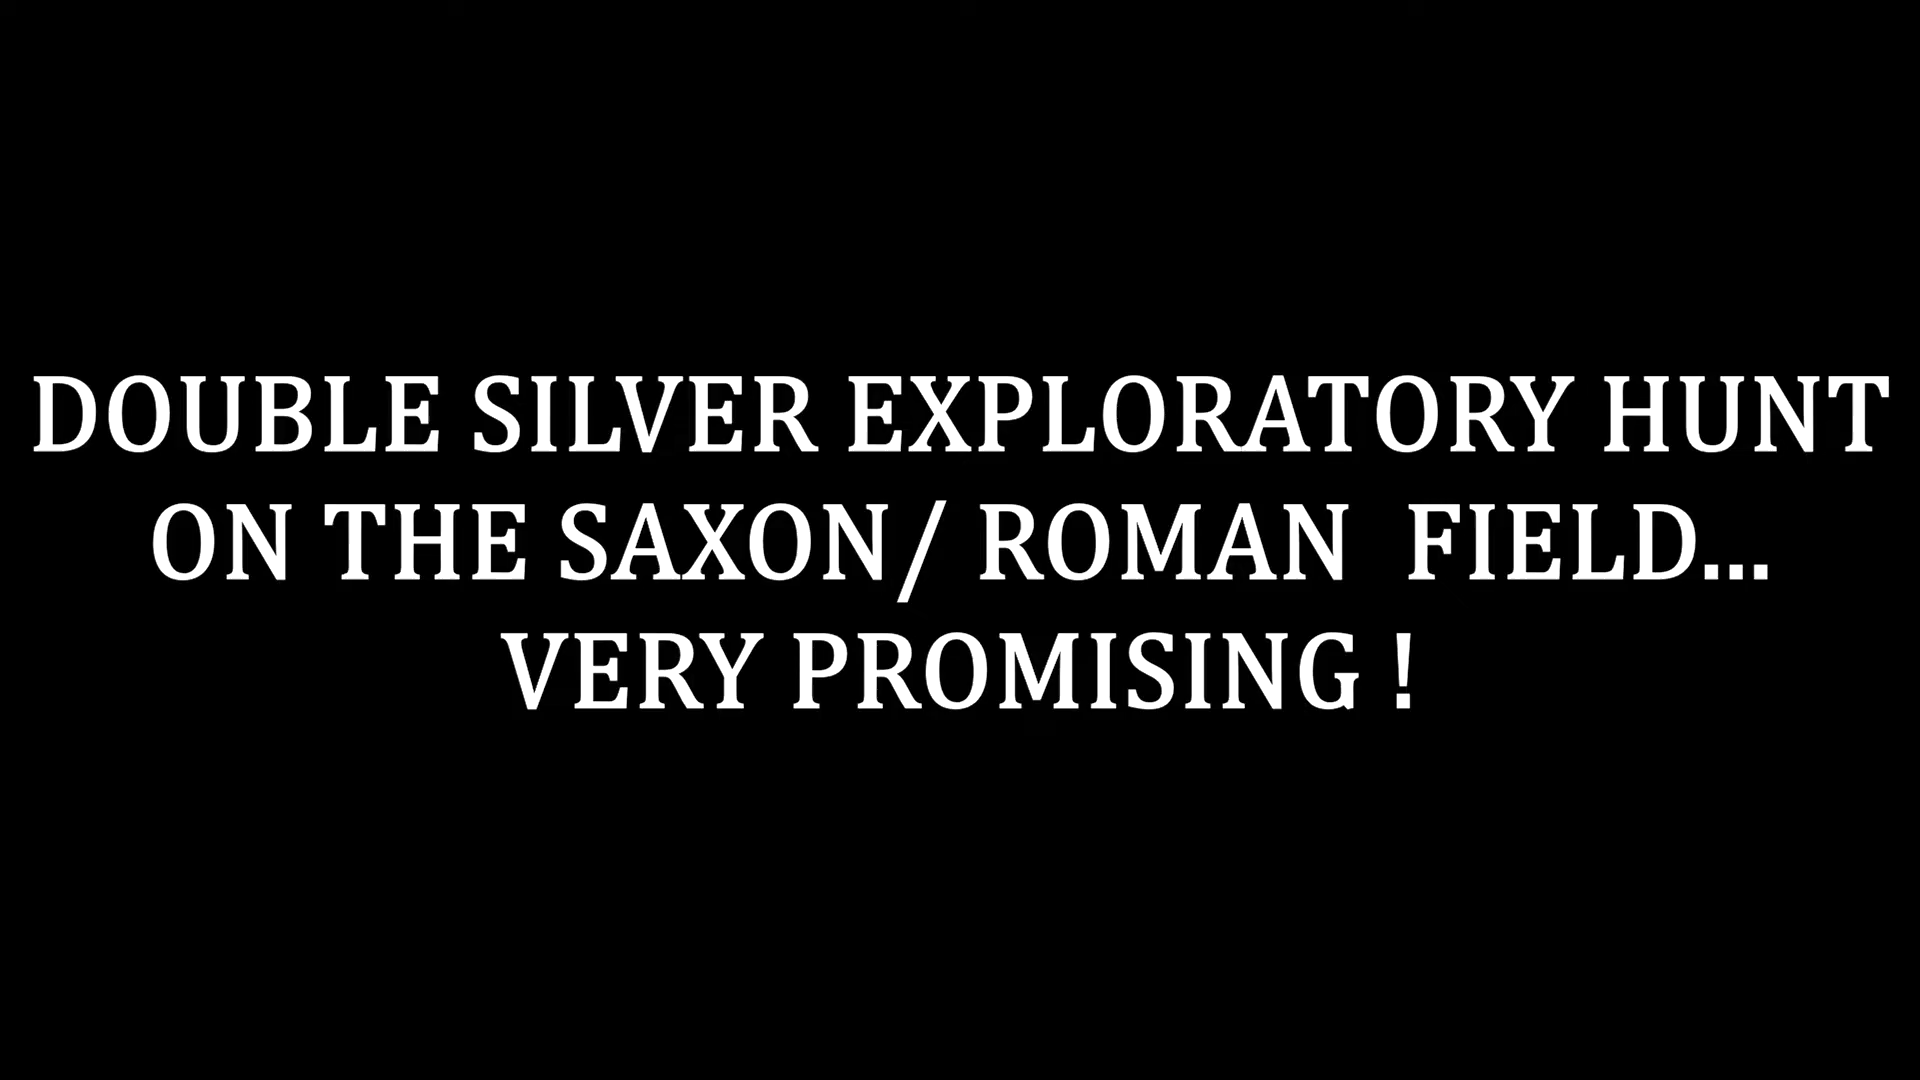 DOUBLE SILVER EXPLORATORY HUNT
ON THE SAXON/ ROMAN  FIELD...
VERY PROMISING !